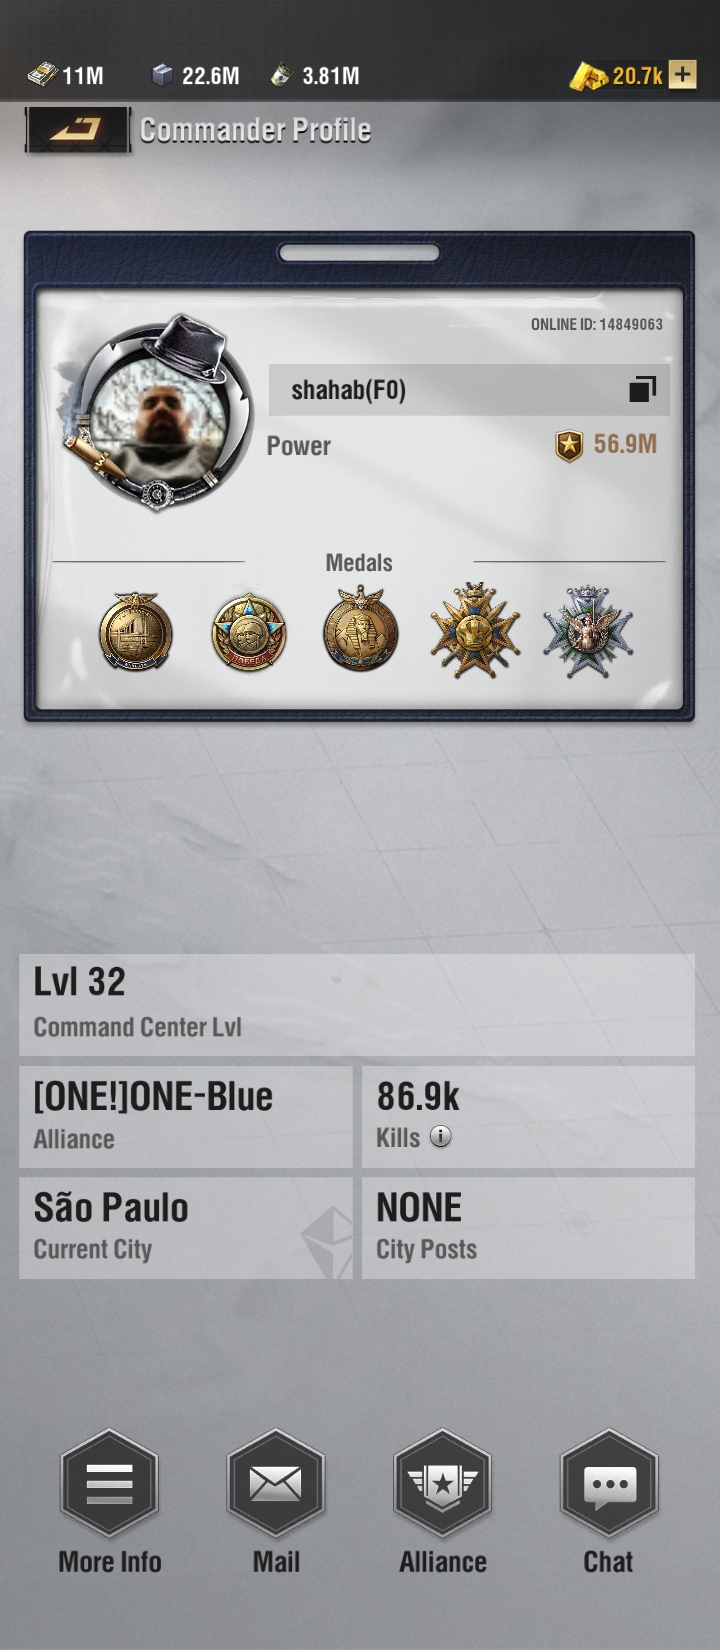 11M 22.6M 3.81M 20.7k
Commander Profile
ONLINE ID: 14849063
shahab(F0)
Power 56.9M
Medals
ПОБЕДА
Lvl 32
Command Center Lvl
[ONE!]ONE-Blue
Alliance
86.9k
Kills
São Paulo
Current City
NONE
City Posts
More Info Mail Alliance Chat